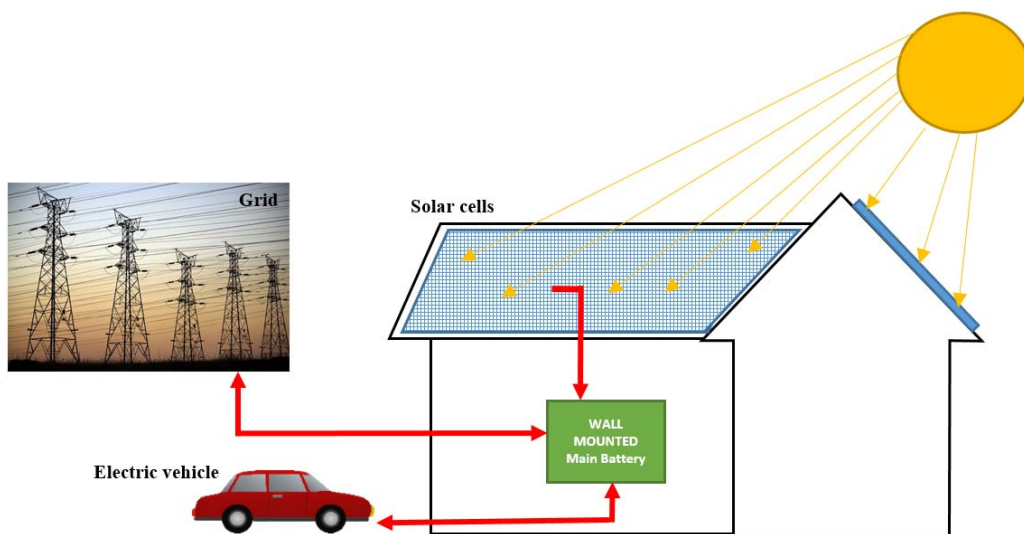 Grid
Solar cells
WALL
MOUNTED
Main Battery
Electric vehicle